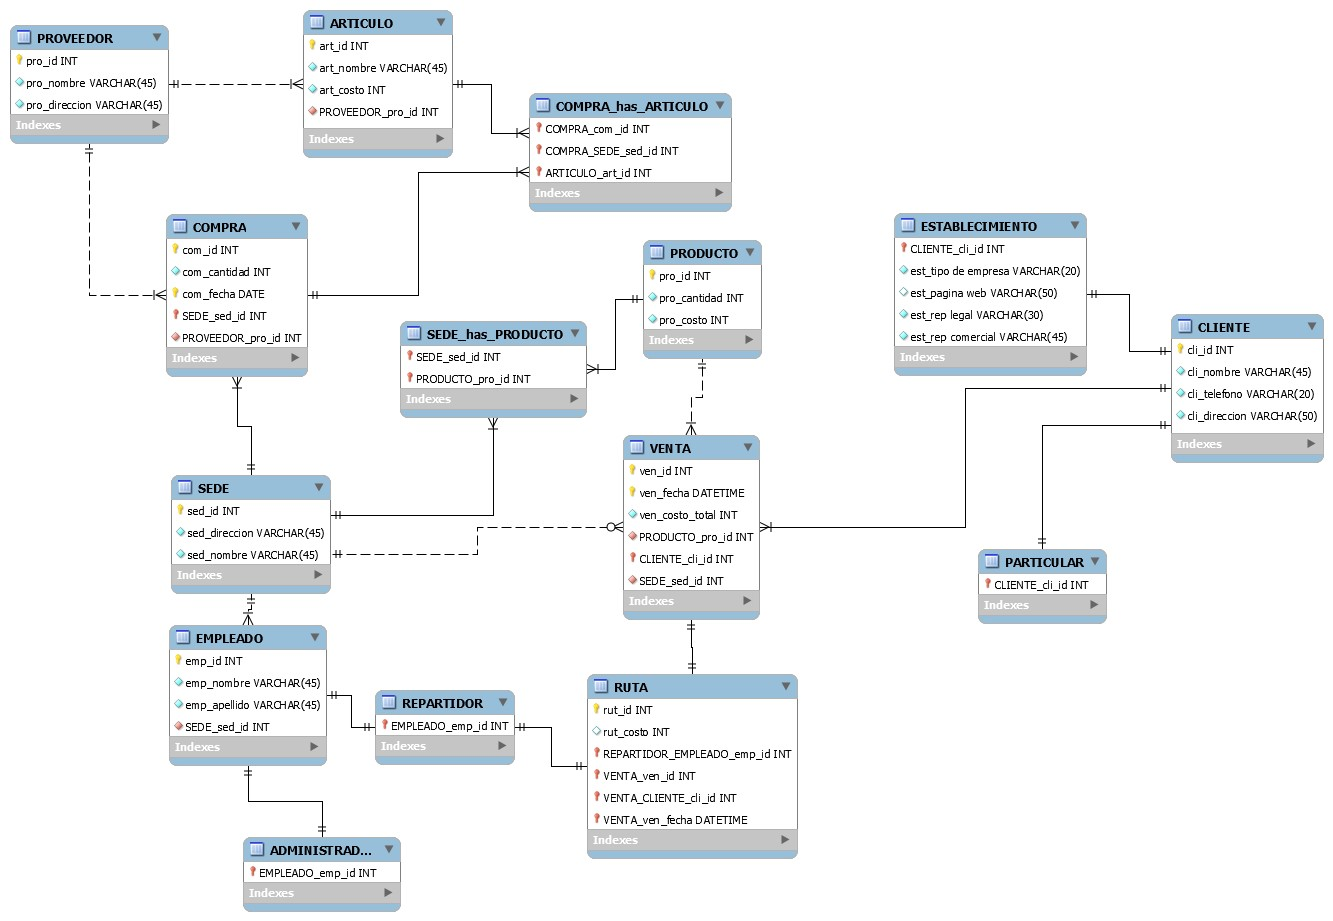 PROVEEDOR
pro_id INT
pro_nombre VARCHAR(45)
pro_direccion VARCHAR(45)
Indexes
ARTICULO
art_id INT
art_nombre VARCHAR(45)
art_costo INT
PROVEEDOR_pro_id INT
Indexes
COMPRA_has_ARTICULO
COMPRA_com_id INT
COMPRA_SEDE_sed_id INT
ARTICULO_art_id INT
Indexes
COMPRA
com_id INT
com_cantidad INT
com_fecha DATE
SEDE_sed_id INT
PROVEEDOR_pro_id INT
Indexes
PRODUCTO
pro_id INT
pro_cantidad INT
pro_costo INT
Indexes
ESTABLECIMIENTO
CLIENTE_cli_id INT
est_tipo de empresa VARCHAR(20)
est_pagina web VARCHAR(50)
est_rep legal VARCHAR(30)
est_rep comercial VARCHAR(45)
Indexes
CLIENTE
cli_id INT
cli_nombre VARCHAR(45)
cli_telefono VARCHAR(20)
cli_direccion VARCHAR(50)
Indexes
SEDE_has_PRODUCTO
SEDE_sed_id INT
PRODUCTO_pro_id INT
Indexes
VENTA
ven_id INT
ven_fecha DATETIME
ven_costo_total INT
PRODUCTO_pro_id INT
CLIENTE_cli_id INT
SEDE_sed_id INT
Indexes
SEDE
sed_id INT
sed_direccion VARCHAR(45)
sed_nombre VARCHAR(45)
Indexes
PARTICULAR
CLIENTE_cli_id INT
Indexes
EMPLEADO
emp_id INT
emp_nombre VARCHAR(45)
emp_apellido VARCHAR(45)
SEDE_sed_id INT
Indexes
REPARTIDOR
EMPLEADO_emp_id INT
Indexes
RUTA
rut_id INT
rut_costo INT
REPARTIDOR_EMPLEADO_emp_id INT
VENTA_ven_id INT
VENTA_CLIENTE_cli_id INT
VENTA_ven_fecha DATETIME
Indexes
ADMINISTRAD...
EMPLEADO_emp_id INT
Indexes